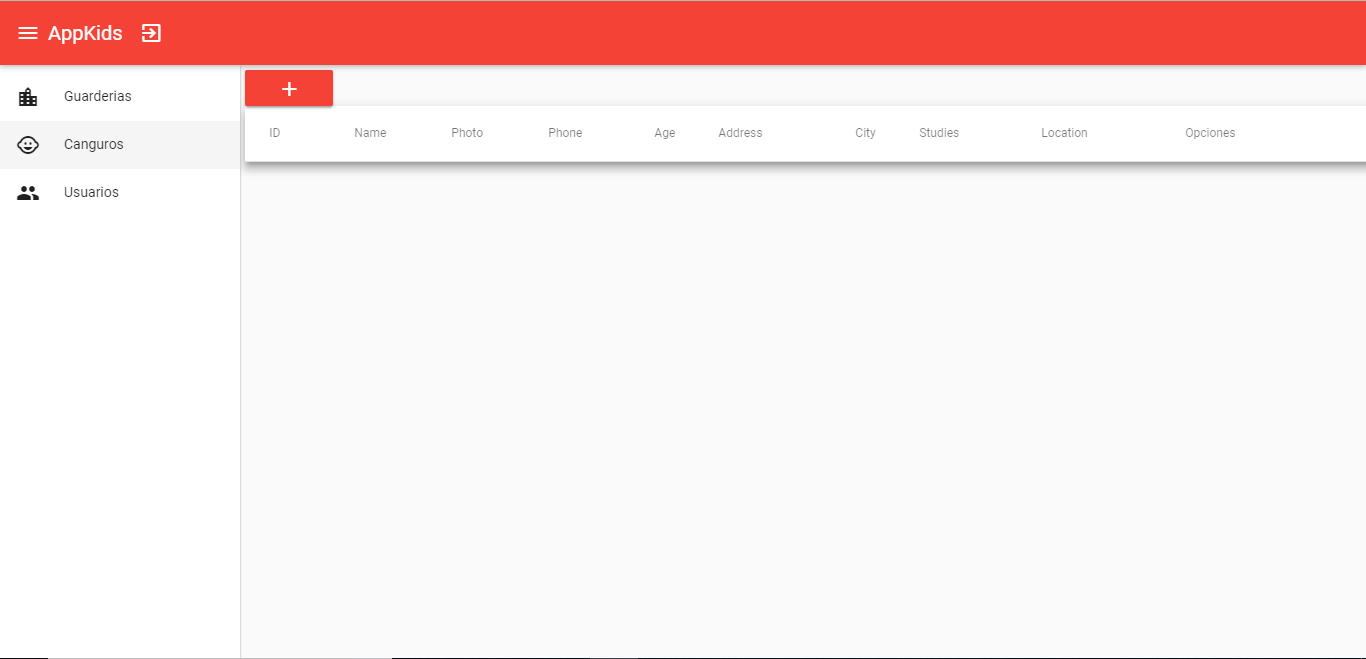 AppKids
Guarderias
Canguros
Usuarios
+
ID Name Photo Phone Age Address City Studies Location Opciones